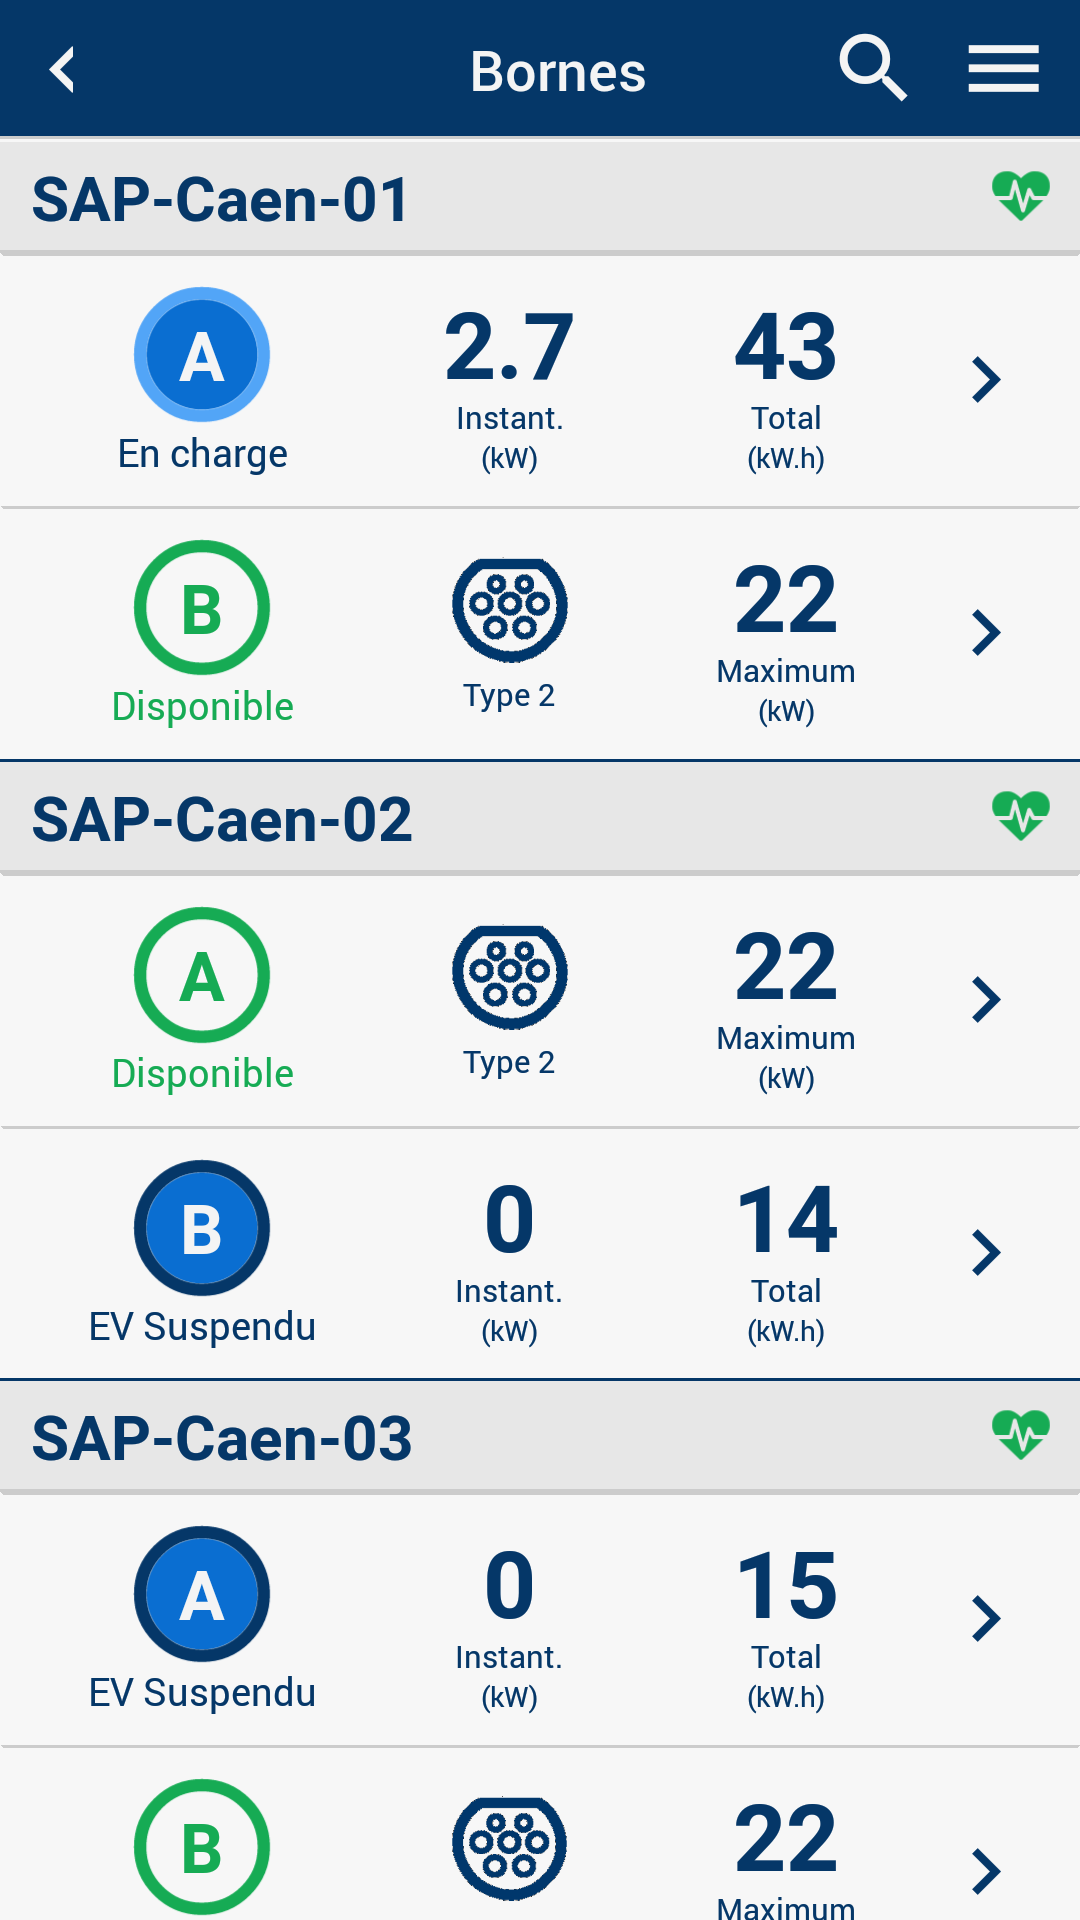 Bornes
SAP-Caen-01
A 2.7 43
Instant. Total
En charge (kW) (kW.h)
B 22
Disponible Type 2 Maximum
(kW)
SAP-Caen-02
A 22
Disponible Type 2 Maximum
(kW)
B 0 14
Instant. Total
EV Suspendu (kW) (kW.h)
SAP-Caen-03
A 0 15
Instant. Total
EV Suspendu (kW) (kW.h)
B 22
Maximum